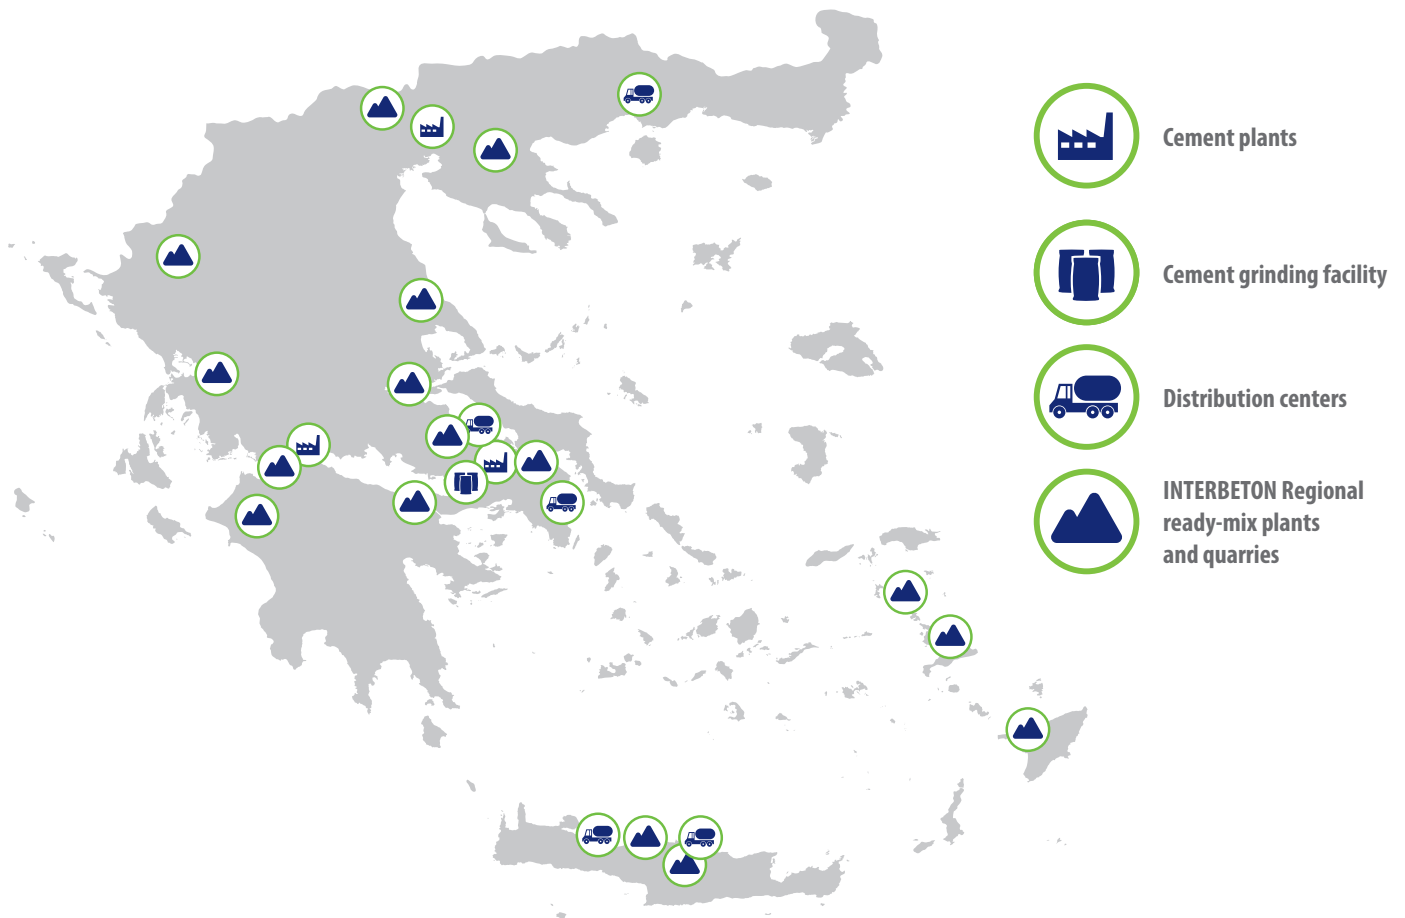 Cement plants
Cement grinding facility
Distribution centers
INTERBETON Regional
ready-mix plants
and quarries